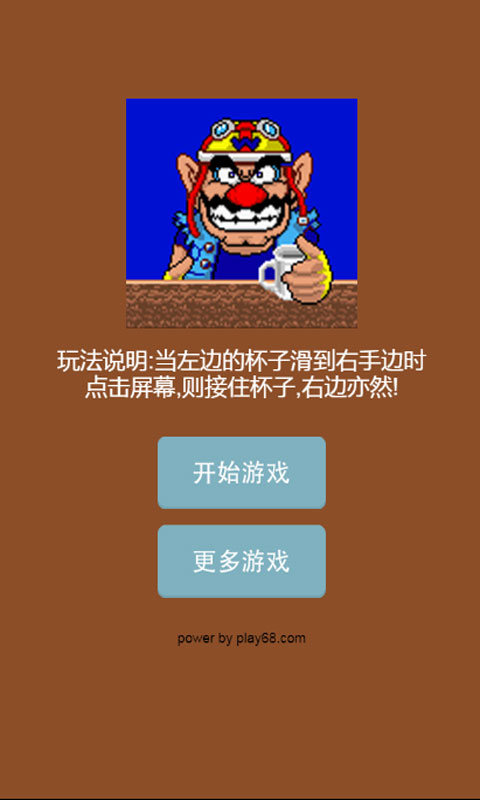 玩法说明:当左边的杯子滑到右手边时
点击屏幕,则接住杯子,右边亦然!
开始游戏
更多游戏
power by play68.com